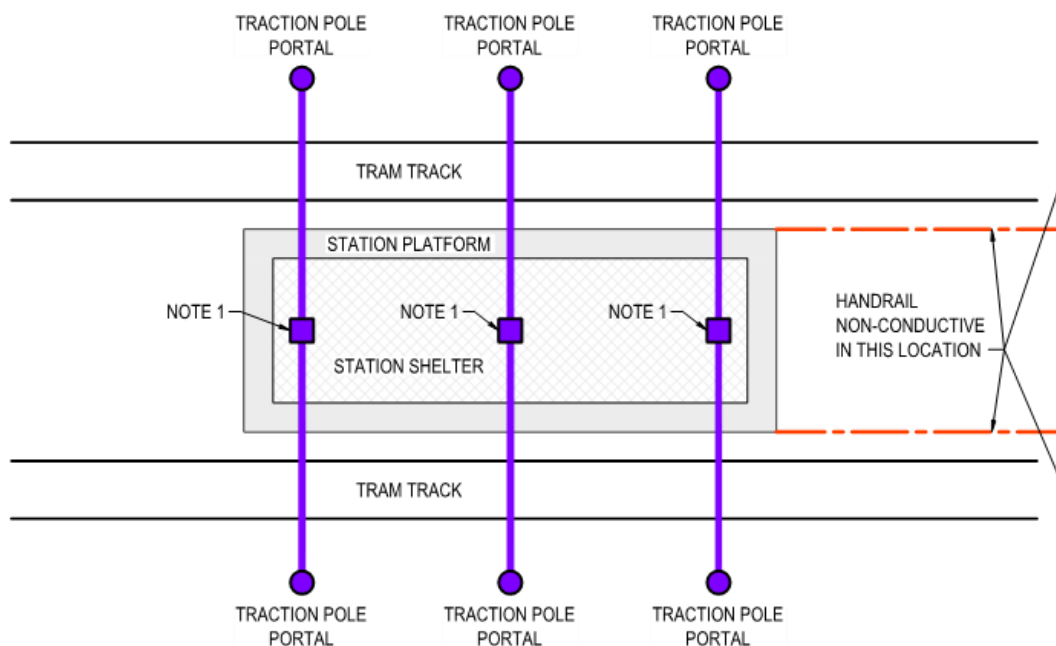 TRACTION POLE
PORTAL
TRACTION POLE
PORTAL
TRACTION POLE
PORTAL
TRAM TRACK
STATION PLATFORM
NOTE 1
NOTE 1
NOTE 1
HANDRAIL
NON-CONDUCTIVE
IN THIS LOCATION
STATION SHELTER
TRAM TRACK
TRACTION POLE
PORTAL
TRACTION POLE
PORTAL
TRACTION POLE
PORTAL